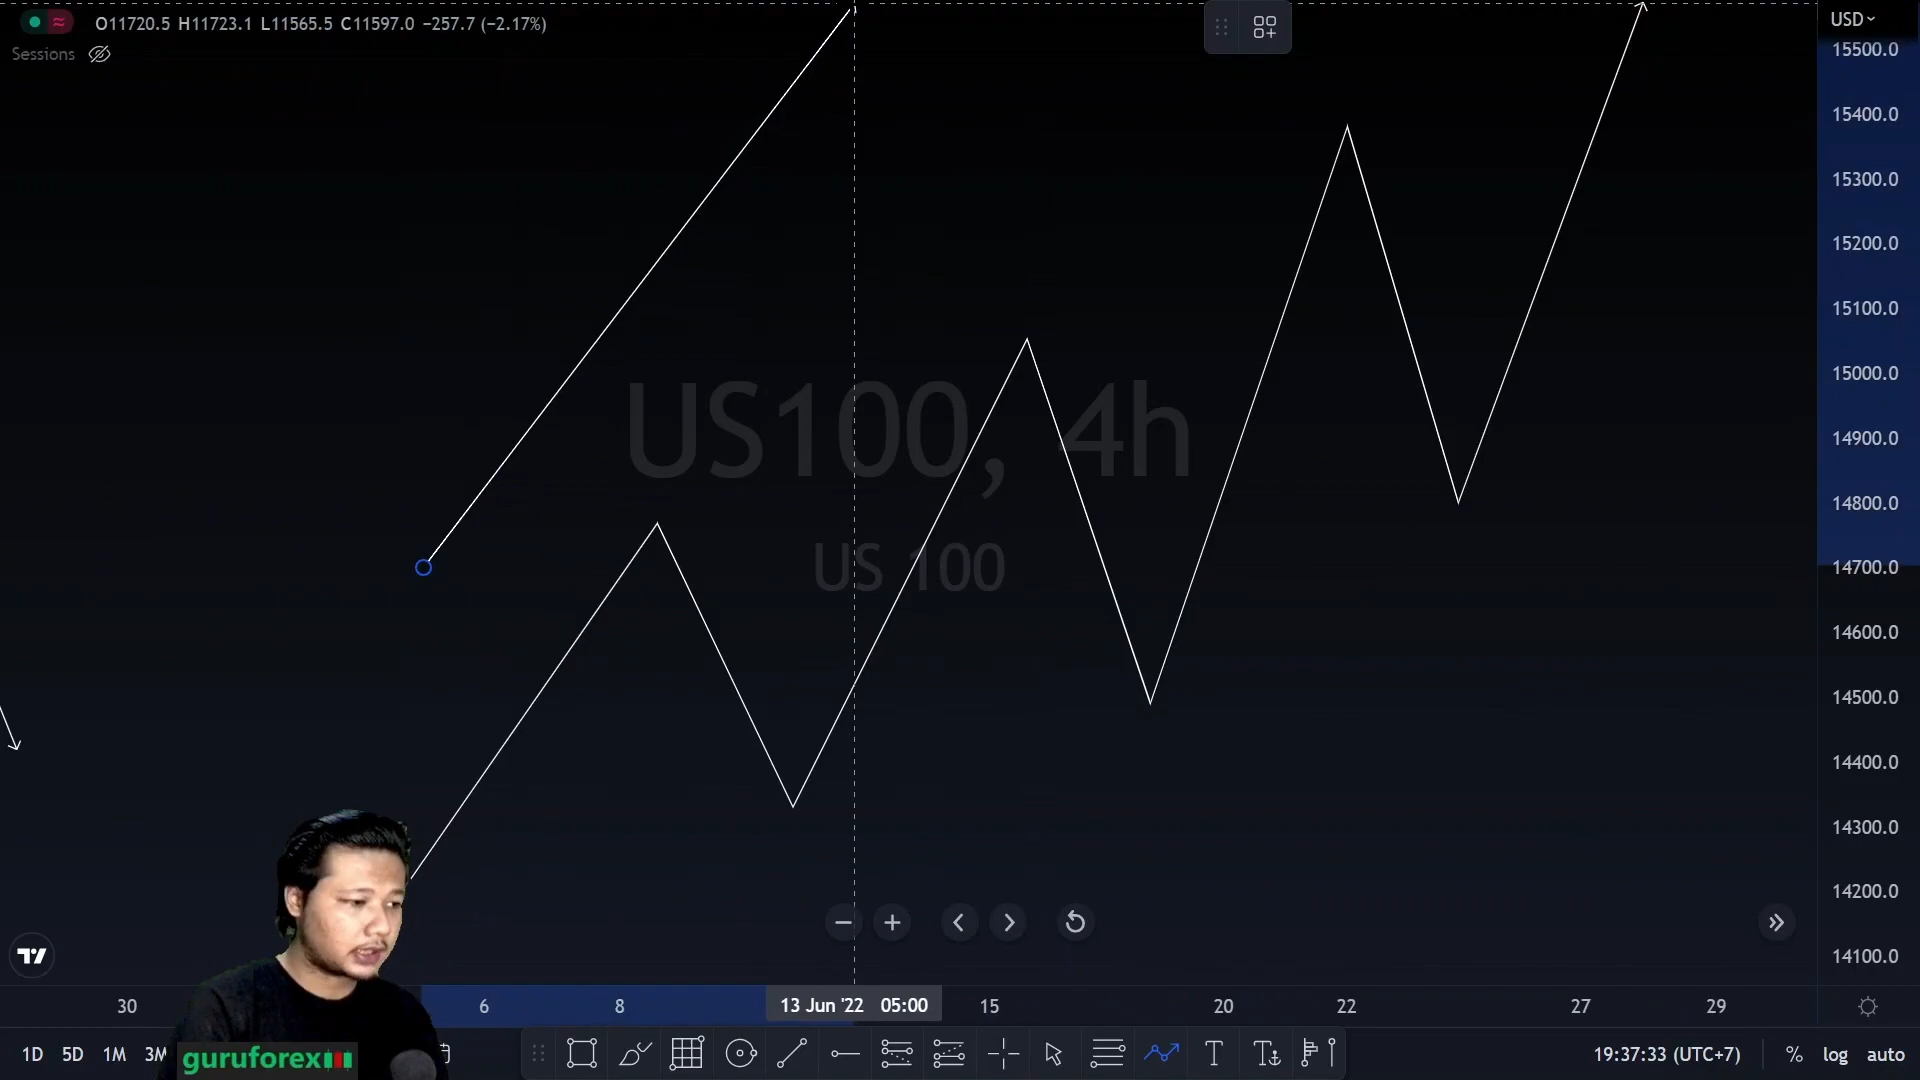 O11720.5 H11723.1 L11565.5 C11597.0 −257.7 (−2.17%)
USD
Sessions
15500.0
15400.0
15300.0
15200.0
15100.0
15000.0
14900.0
14800.0
14700.0
14600.0
14500.0
14400.0
14300.0
14200.0
14100.0
US100, 4h
US 100
30
6
8
13 Jun '22 05:00
15
20
22
27
29
1D 5D 1M 3M
guruforex
T
19:37:33 (UTC+7)
% log auto